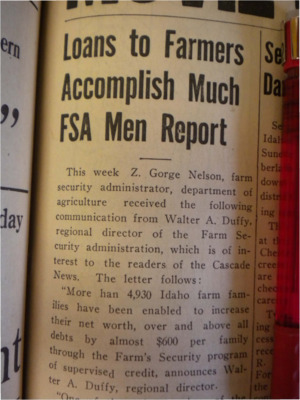 Loans to Farmers
Accomplish Much
FSA Men Report
This week Z. Gorge Nelson, farm
security administrator, department of
agriculture received the following
communication from Walter A. Duffy,
regional director of the Farm Se-
curity administration, which is of in-
terest to the readers of the Cascade
News. The letter follows:
"More han 4,930 Idaho farm fam-
ilies have been enabled to increase
their net worth, over and above all
debts by almost $600 per family
through the Farm's Security program
of supervised credit, announces Wal-
ter A. Duffy, regional director.
ern
"
day